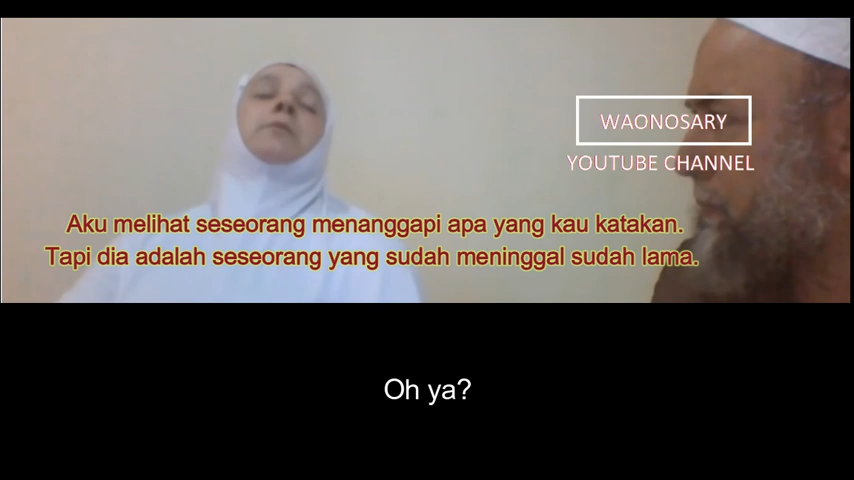 WAONOSARY
YOUTUBE CHANNEL
Aku melihat seseorang menanggapi apa yang kau katakan.
Tapi dia adalah seseorang yang sudah meninggal sudah lama.
Oh ya?